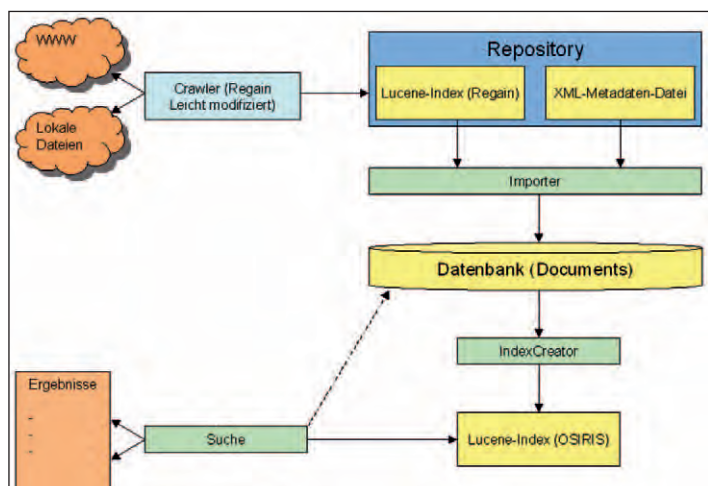 WWW
Repository
Crawler (Regain
Leicht modifiziert)
Lucene-Index (Regain)
XML-Metadaten-Datei
Lokale
Dateien
Importer
Datenbank (Documents)
IndexCreator
Ergebnisse
-
-
-
Suche
Lucene-Index (OSIRIS)